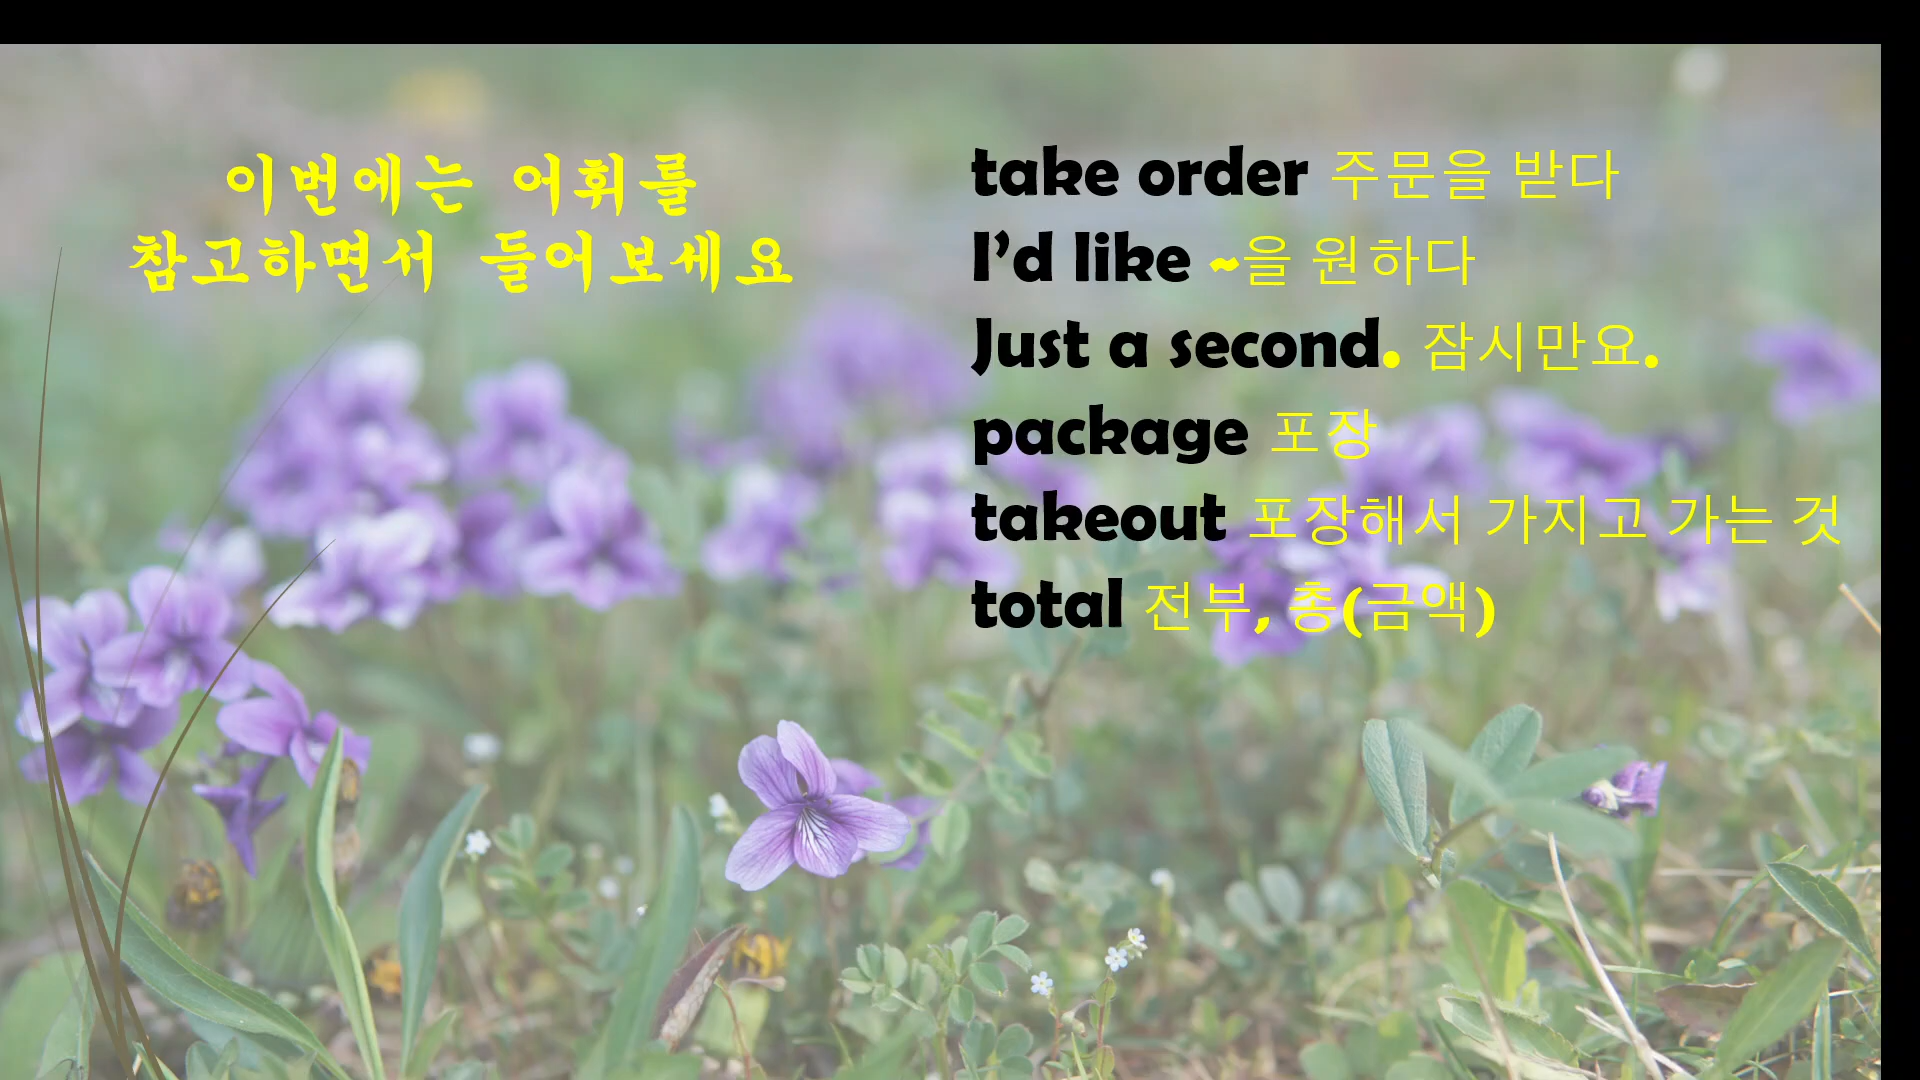 이번에는 어휘를
참고하면서 들어보세요
take order 주문을 받다
I’d like ~을 원하다
Just a second. 잠시만요.
package 포장
takeout 포장해서 가지고 가는 것
total 전부, 총(금액)